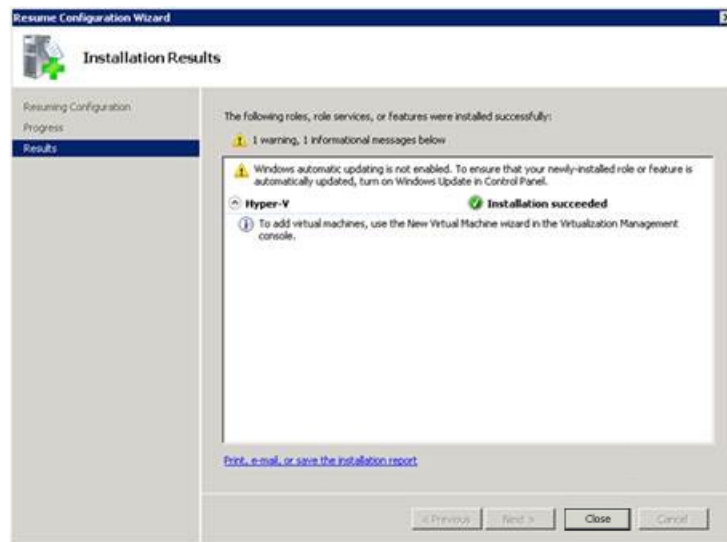 Resume Configuration Wizard
Installation Results
Resuming Configuration
Progress
Results
The following roles, role services, or features were installed successfully:
1 warning, 1 informational messages below
Windows automatic updating is not enabled. To ensure that your newly-installed role or feature is
automatically updated, turn on Windows Update in Control Panel.
Hyper-V Installation succeeded
To add virtual machines, use the New Virtual Machine wizard in the Virtualization Management
console.
Print, e-mail, or save the installation report
< Previous Next > Close Cancel